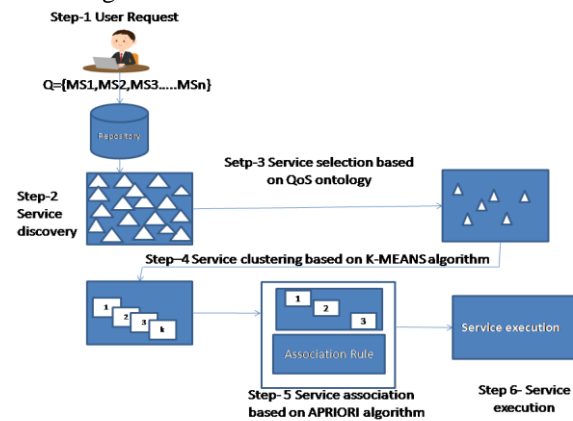 Step-1 User Request
Q={MS1,MS2,MS3.....MSn}
Repository
Step-2
Service
discovery
Setp-3 Service selection based
on QoS ontology
Step-4 Service clustering based on K-MEANS algorithm
1
2
3
k
1
2
3
Association Rule
Service execution
Step- 5 Service association
based on APRIORI algorithm
Step 6- Service
execution